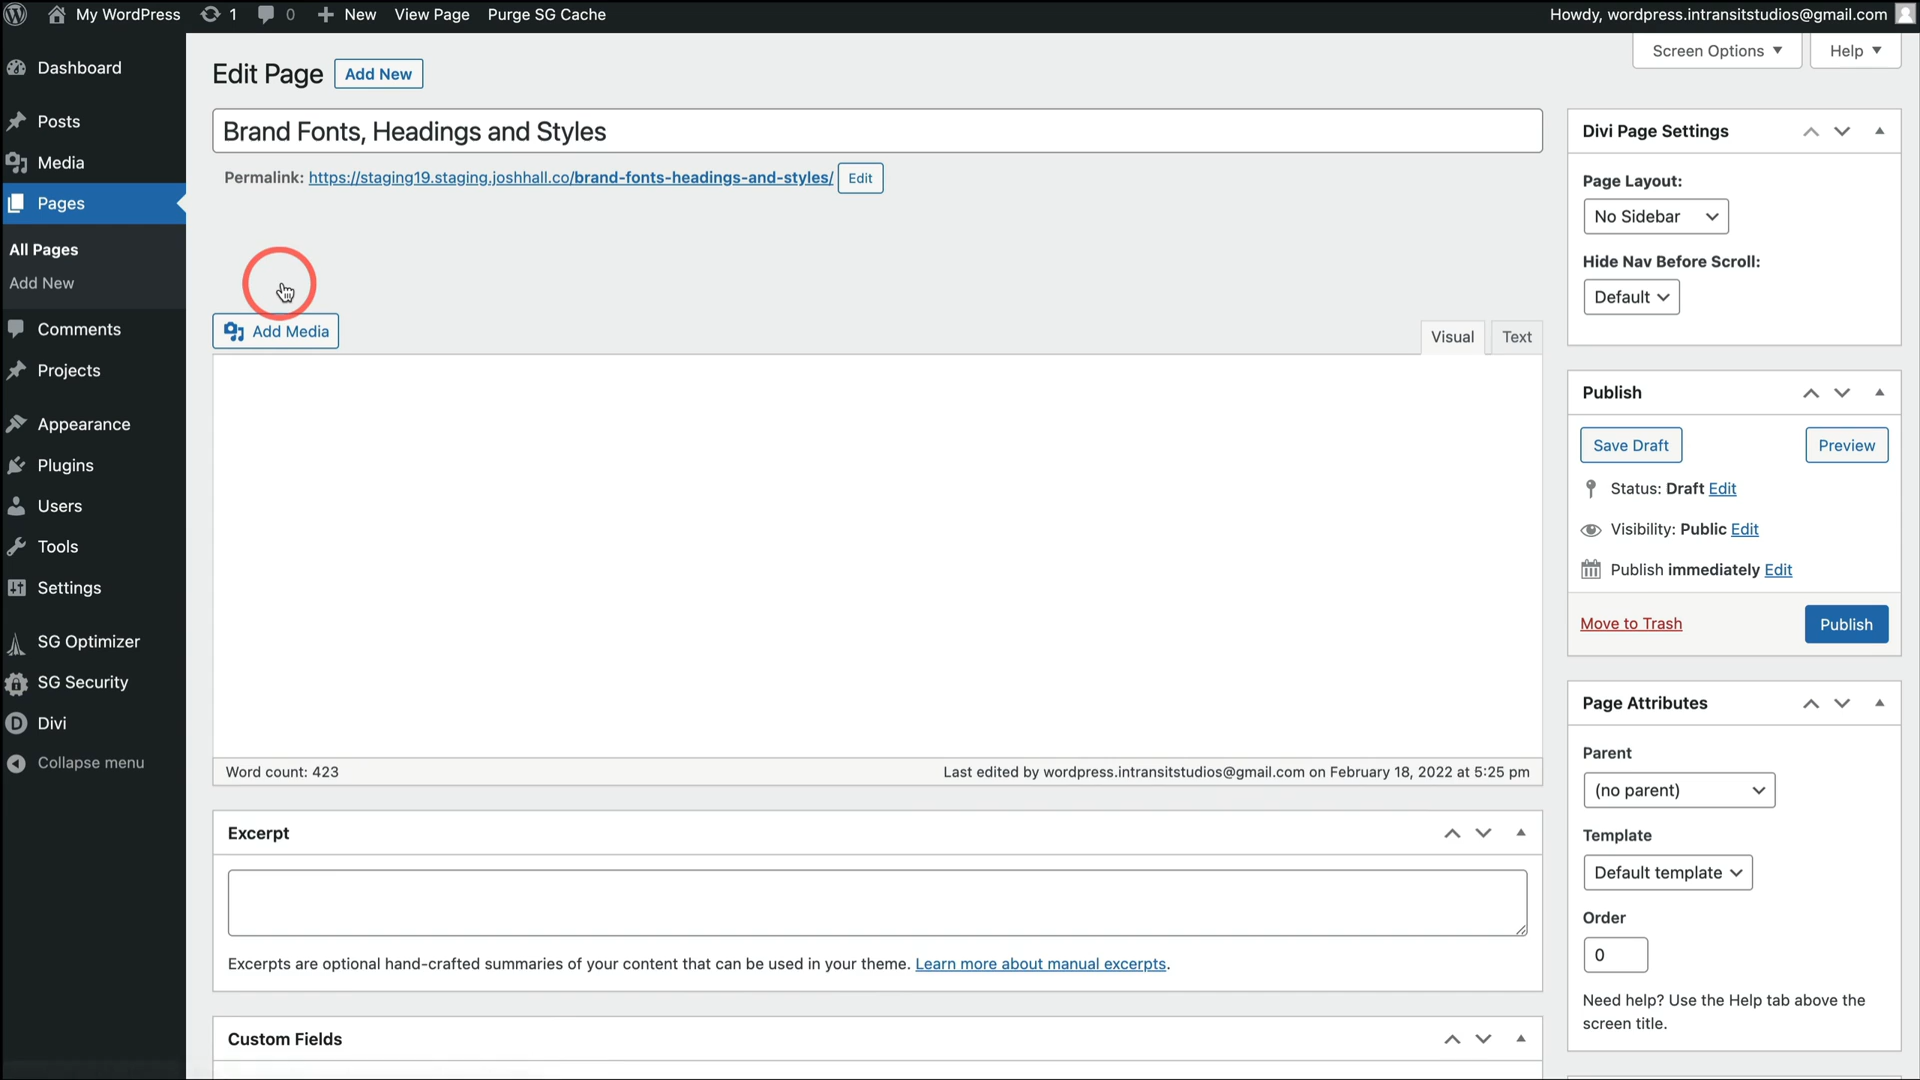 My WordPress 1 0 New View Page Purge SG Cache Howdy, wordpress.intransitstudios@gmail.com
Screen Options Help
Dashboard
Posts
Media
Pages
All Pages
Add New
Comments
Projects
Appearance
Plugins
Users
Tools
Settings
SG Optimizer
SG Security
Divi
Collapse menu
Edit Page Add New
Brand Fonts, Headings and Styles
Permalink: https://staging19.staging.joshhall.co/brand-fonts-headings-and-styles/ Edit
Add Media
Visual Text
Word count: 423 Last edited by wordpress.intransitstudios@gmail.com on February 18, 2022 at 5:25 pm
Excerpt
Excerpts are optional hand-crafted summaries of your content that can be used in your theme. Learn more about manual excerpts.
Custom Fields
Divi Page Settings
Page Layout:
No Sidebar
Hide Nav Before Scroll:
Default
Publish
Save Draft Preview
Status: Draft Edit
Visibility: Public Edit
Publish immediately Edit
Move to Trash Publish
Page Attributes
Parent
(no parent)
Template
Default template
Order
0
Need help? Use the Help tab above the
screen title.